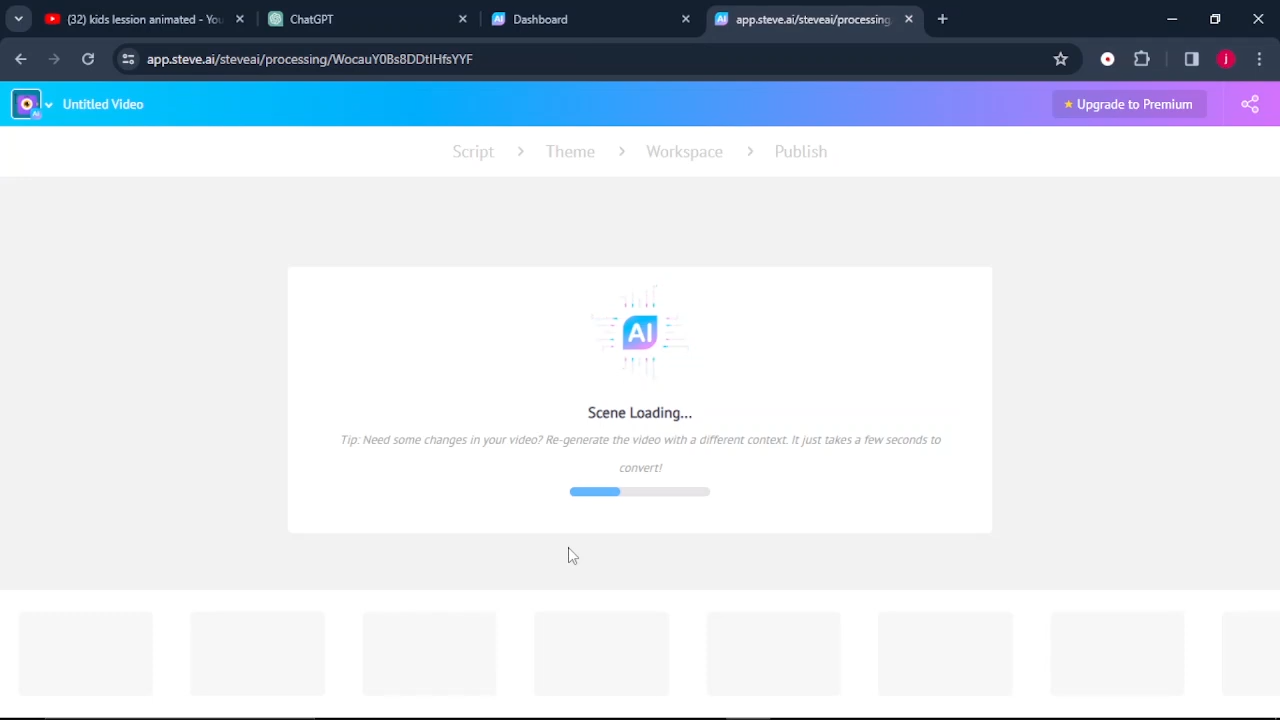 (32) kids lession animated - You
ChatGPT
Dashboard
app.steve.ai/steveai/processing
app.steve.ai/steveai/processing/WocauY0Bs8DDtIHfsYYF
j
AI
Untitled Video
Upgrade to Premium
Script > Theme > Workspace > Publish
AI
Scene Loading...
Tip: Need some changes in your video? Re-generate the video with a different context. It just takes a few seconds to
convert!